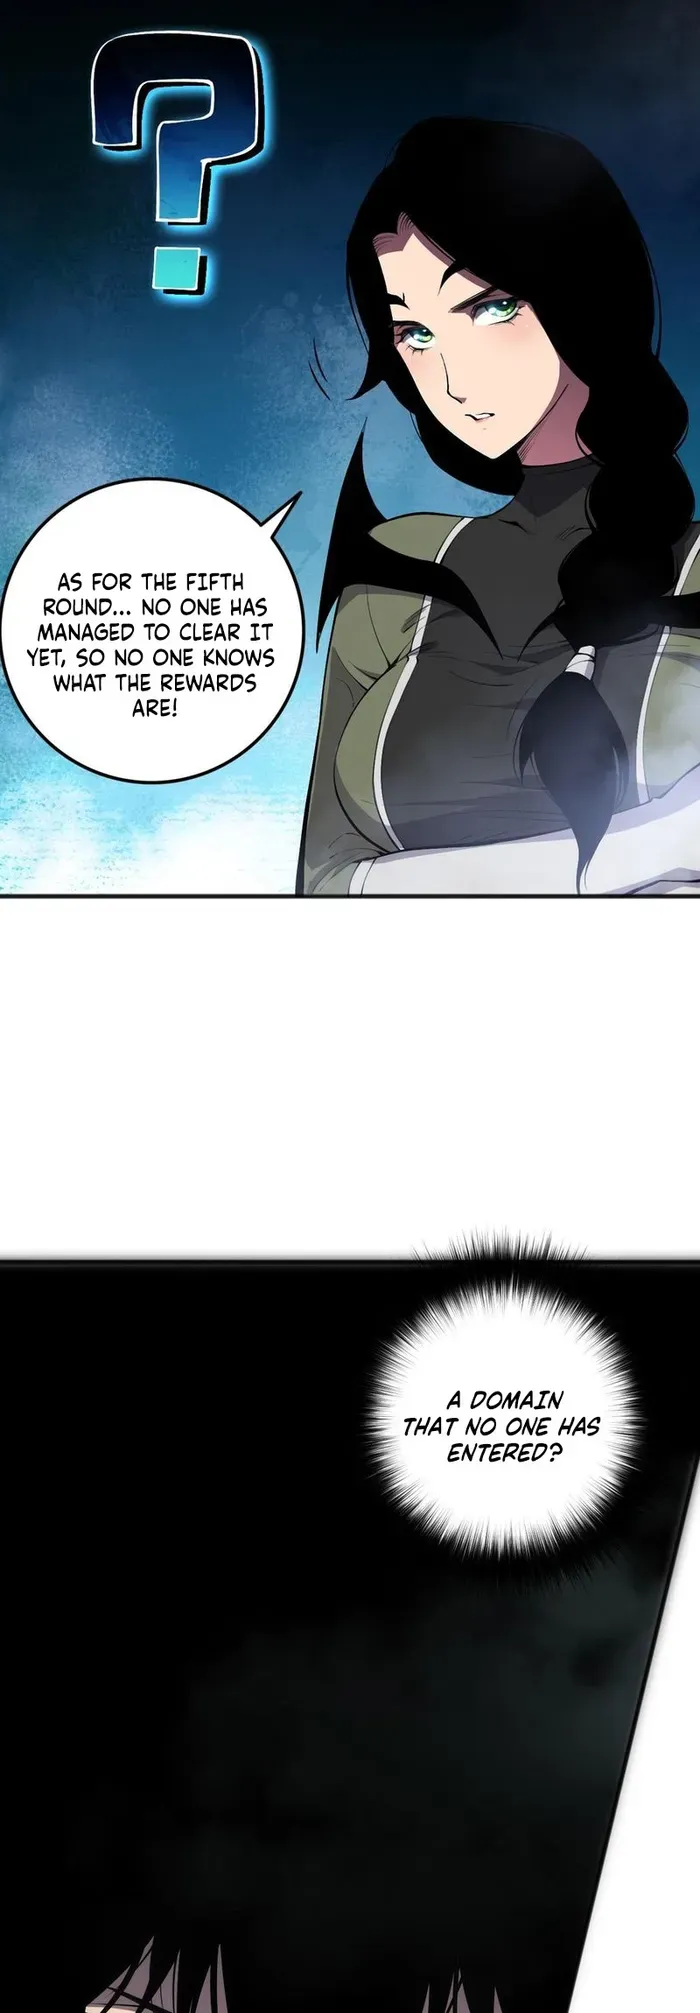 ?
AS FOR THE FIFTH
ROUND... NO ONE HAS
MANAGED TO CLEAR IT
YET, SO NO ONE KNOWS
WHAT THE REWARDS
ARE!
A DOMAIN
THAT NO ONE HAS
ENTERED?